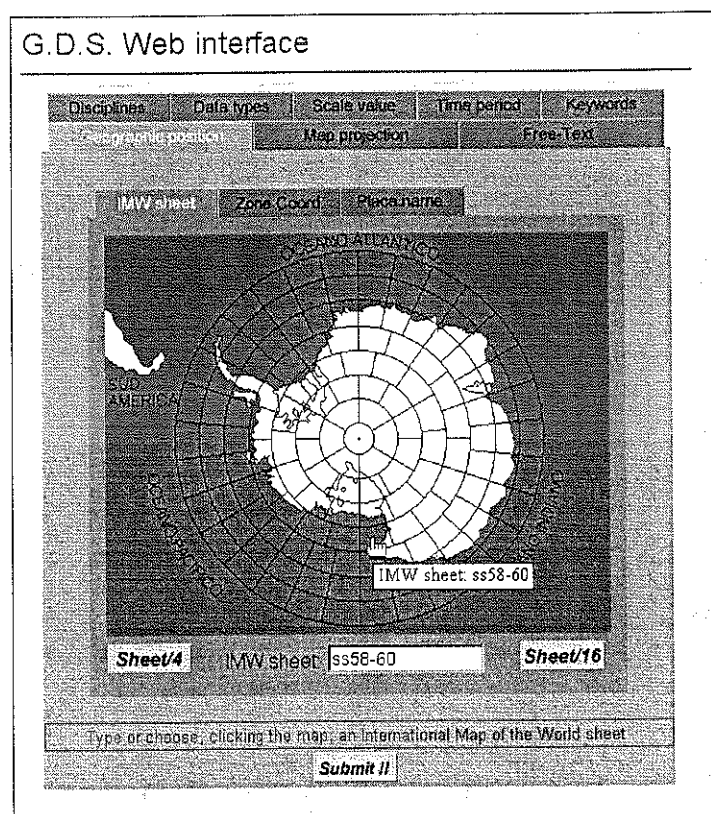 G.D.S. Web interface
Disciplines Data types Scale value Time period Keywords
Geographic position Map projection Free-Text
IMW sheet Zone Coord Place name
OCEANO ATLANTICO
SUD
AMERICA
OCEANO PACIFICO
IMW sheet: ss58-60
Sheet/4 IMW sheet: ss58-60 Sheet/16
Type or choose, clicking the map, an International Map of the World sheet
Submit !!